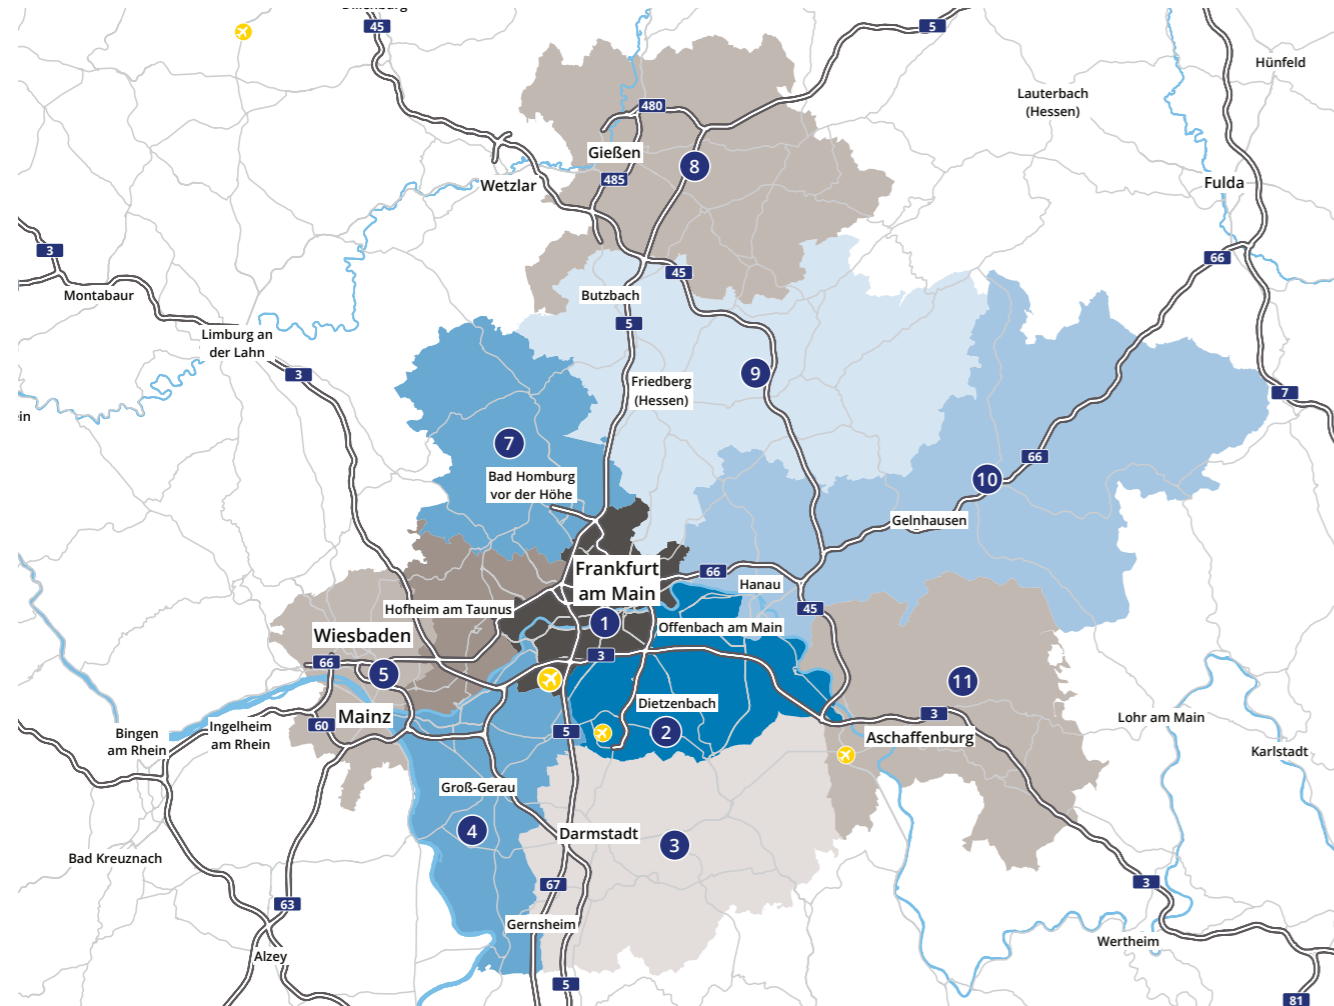 45
5
Hünfeld
Lauterbach
(Hessen)
480
Gießen
8
485
Wetzlar
Fulda
3
66
45
Montabaur
Butzbach
5
Limburg an
der Lahn
3
9
Friedberg
(Hessen)
7
7
66
Bad Homburg
vor der Höhe
10
Gelnhausen
Frankfurt
am Main
66
Hanau
Hofheim am Taunus
45
1
Offenbach am Main
Wiesbaden
3
66
5
11
Dietzenbach
Mainz
60
3
Lohr am Main
Ingelheim
am Rhein
Bingen
am Rhein
5
2
Aschaffenburg
Karlstadt
Groß-Gerau
4
Darmstadt
3
Bad Kreuznach
67
3
63
Gernsheim
Wertheim
Alzey
5
81